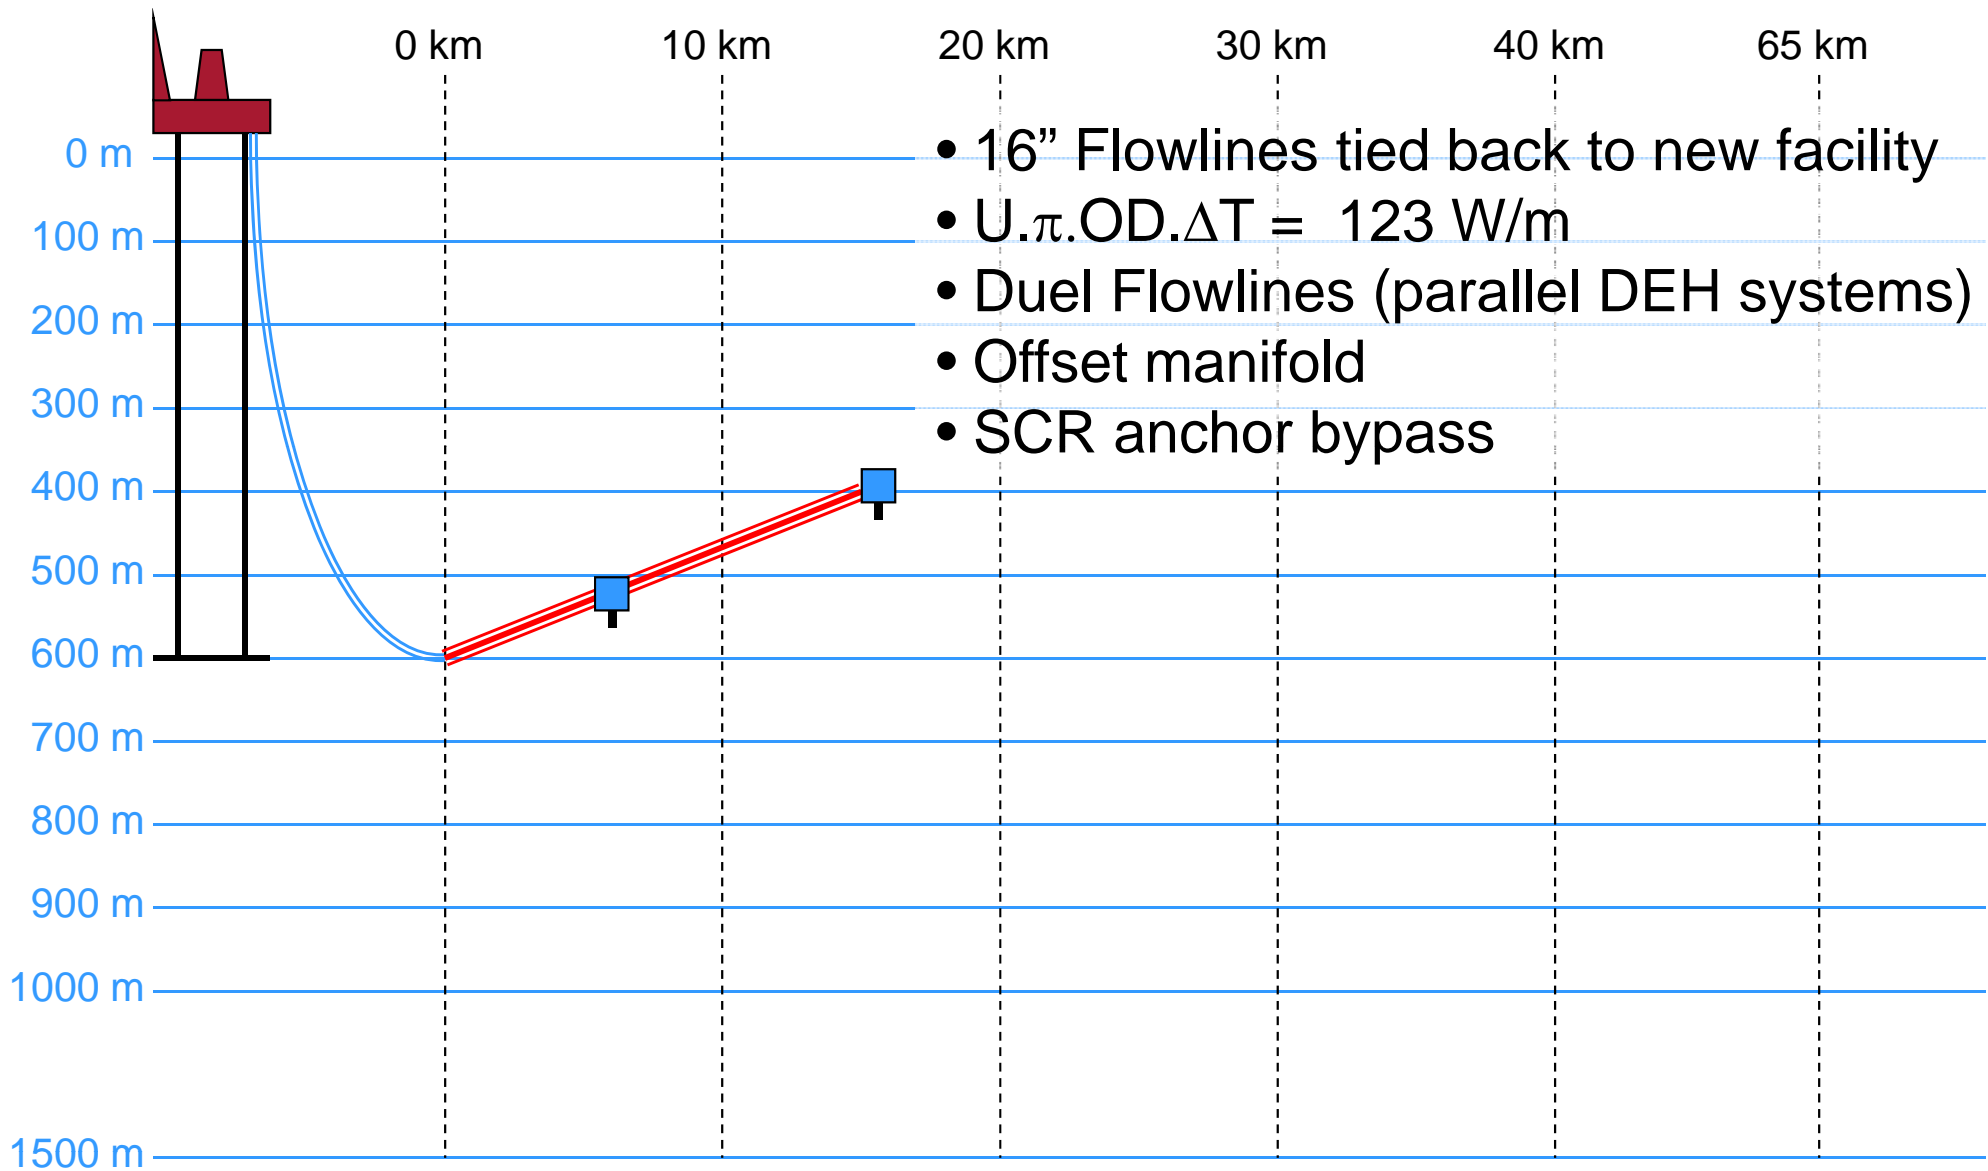 0 km 10 km 20 km 30 km 40 km 65 km
• 16” Flowlines tied back to new facility
• U.π.OD.ΔT = 123 W/m
• Duel Flowlines (parallel DEH systems)
• Offset manifold
• SCR anchor bypass
0 m
100 m
200 m
300 m
400 m
500 m
600 m
700 m
800 m
900 m
1000 m
1500 m